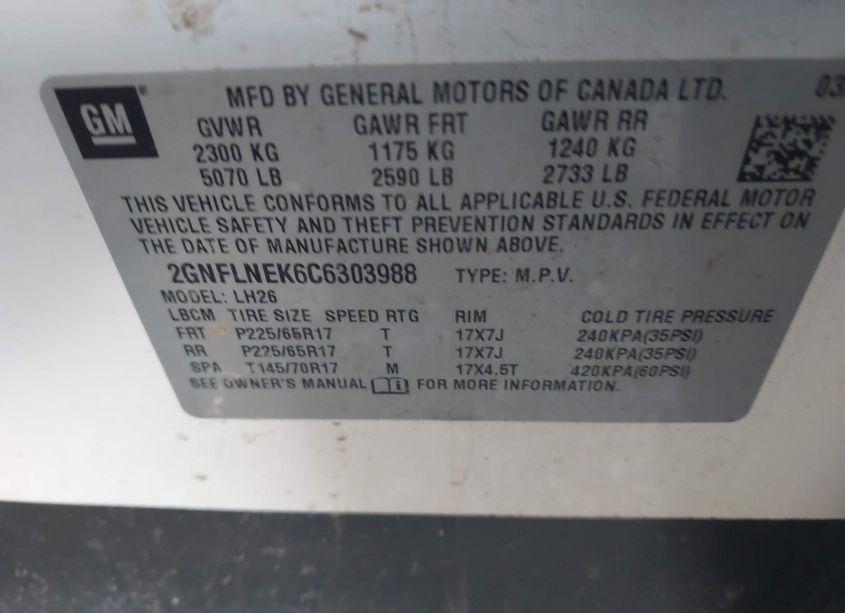 GM
MFD BY GENERAL MOTORS OF CANADA LTD.
GVWR GAWR FRT GAWR RR
2300 KG 1175 KG 1240 KG
5070 LB 2590 LB 2733 LB
THIS VEHICLE CONFORMS TO ALL APPLICABLE U.S. FEDERAL MOTOR
VEHICLE SAFETY AND THEFT PREVENTION STANDARDS IN EFFECT ON
THE DATE OF MANUFACTURE SHOWN ABOVE.
2GNFLNEK6C6303988 TYPE: M.P.V.
MODEL: LH26
LBCM TIRE SIZE SPEED RTG RIM COLD TIRE PRESSURE
FRT P225/65R17 T 17X7J 240KPA(35PSI)
RR P225/65R17 T 17X7J 240KPA(35PSI)
SPA T145/70R17 M 17X4.5T 420KPA(60PSI)
SEE OWNER'S MANUAL FOR MORE INFORMATION.